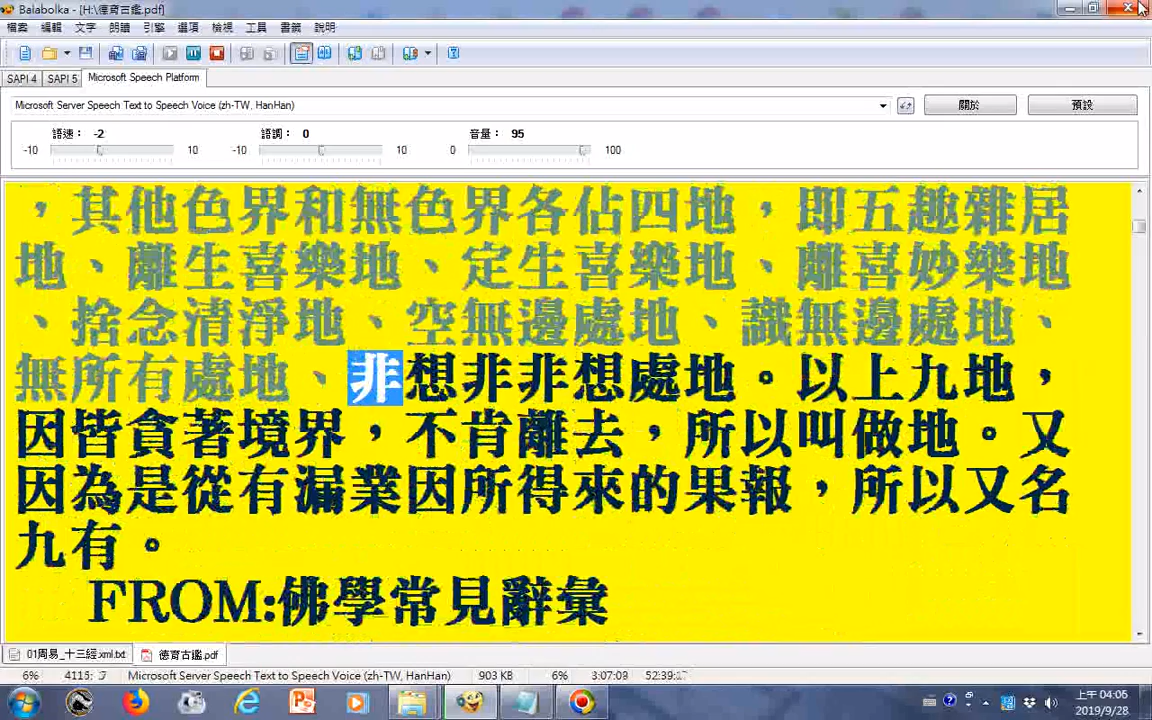 Balabolka - [H:\德育古鑑.pdf]
檔案 編輯 文字 朗讀 引擎 選項 檢視 工具 書籤 說明
SAPI 4 SAPI 5 Microsoft Speech Platform
Microsoft Server Speech Text to Speech Voice (zh-TW, HanHan) 關於 預設
語速： -2 語調： 0 音量： 95
-10 10 -10 10 0 100
，其他色界和無色界各佔四地，即五趣雜居
地、離生喜樂地、定生喜樂地、離喜妙樂地
、捨念清淨地、空無邊處地、識無邊處地、
無所有處地、非想非非想處地。以上九地，
因皆貪著境界，不肯離去，所以叫做地。又
因為是從有漏業因所得來的果報，所以又名
九有。
FROM:佛學常見辭彙
01周易_十三經.xml.txt 德育古鑑.pdf
6% Microsoft Server Speech Text to Speech Voice (zh-TW, HanHan) 903 KB 6% 3:07:09
上午 04:05
2019/9/28